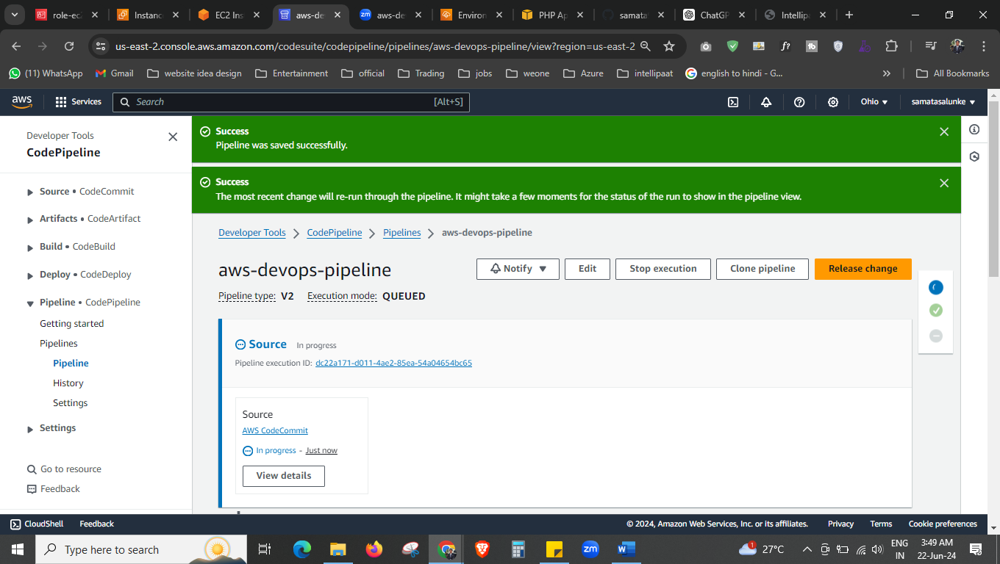 role-ec2
Instanc
EC2 Ins
aws-de
aws-de
Environ
PHP Ap
samata
ChatGP
Intellipa
us-east-2.console.aws.amazon.com/codesuite/codepipeline/pipelines/aws-devops-pipeline/view?region=us-east-2
(11) WhatsApp
Gmail
website idea design
Entertainment
official
Trading
jobs
weone
Azure
intellipaat
english to hindi - G...
All Bookmarks
aws
Services
Search
[Alt+S]
Ohio
samatasalunke
Developer Tools
CodePipeline
Source • CodeCommit
Artifacts • CodeArtifact
Build • CodeBuild
Deploy • CodeDeploy
Pipeline • CodePipeline
Getting started
Pipelines
Pipeline
History
Settings
Settings
Go to resource
Feedback
Success
Pipeline was saved successfully.
Success
The most recent change will re-run through the pipeline. It might take a few moments for the status of the run to show in the pipeline view.
Developer Tools
CodePipeline
Pipelines
aws-devops-pipeline
aws-devops-pipeline
Notify
Edit
Stop execution
Clone pipeline
Release change
Pipeline type: V2
Execution mode: QUEUED
Source
In progress
Pipeline execution ID: dc22a171-d011-4ae2-85ea-54a04654bc65
Source
AWS CodeCommit
In progress - Just now
View details
CloudShell
Feedback
© 2024, Amazon Web Services, Inc. or its affiliates.
Privacy
Terms
Cookie preferences
Type here to search
zm
1
27°C
ENG
IN
3:49 AM
22-Jun-24